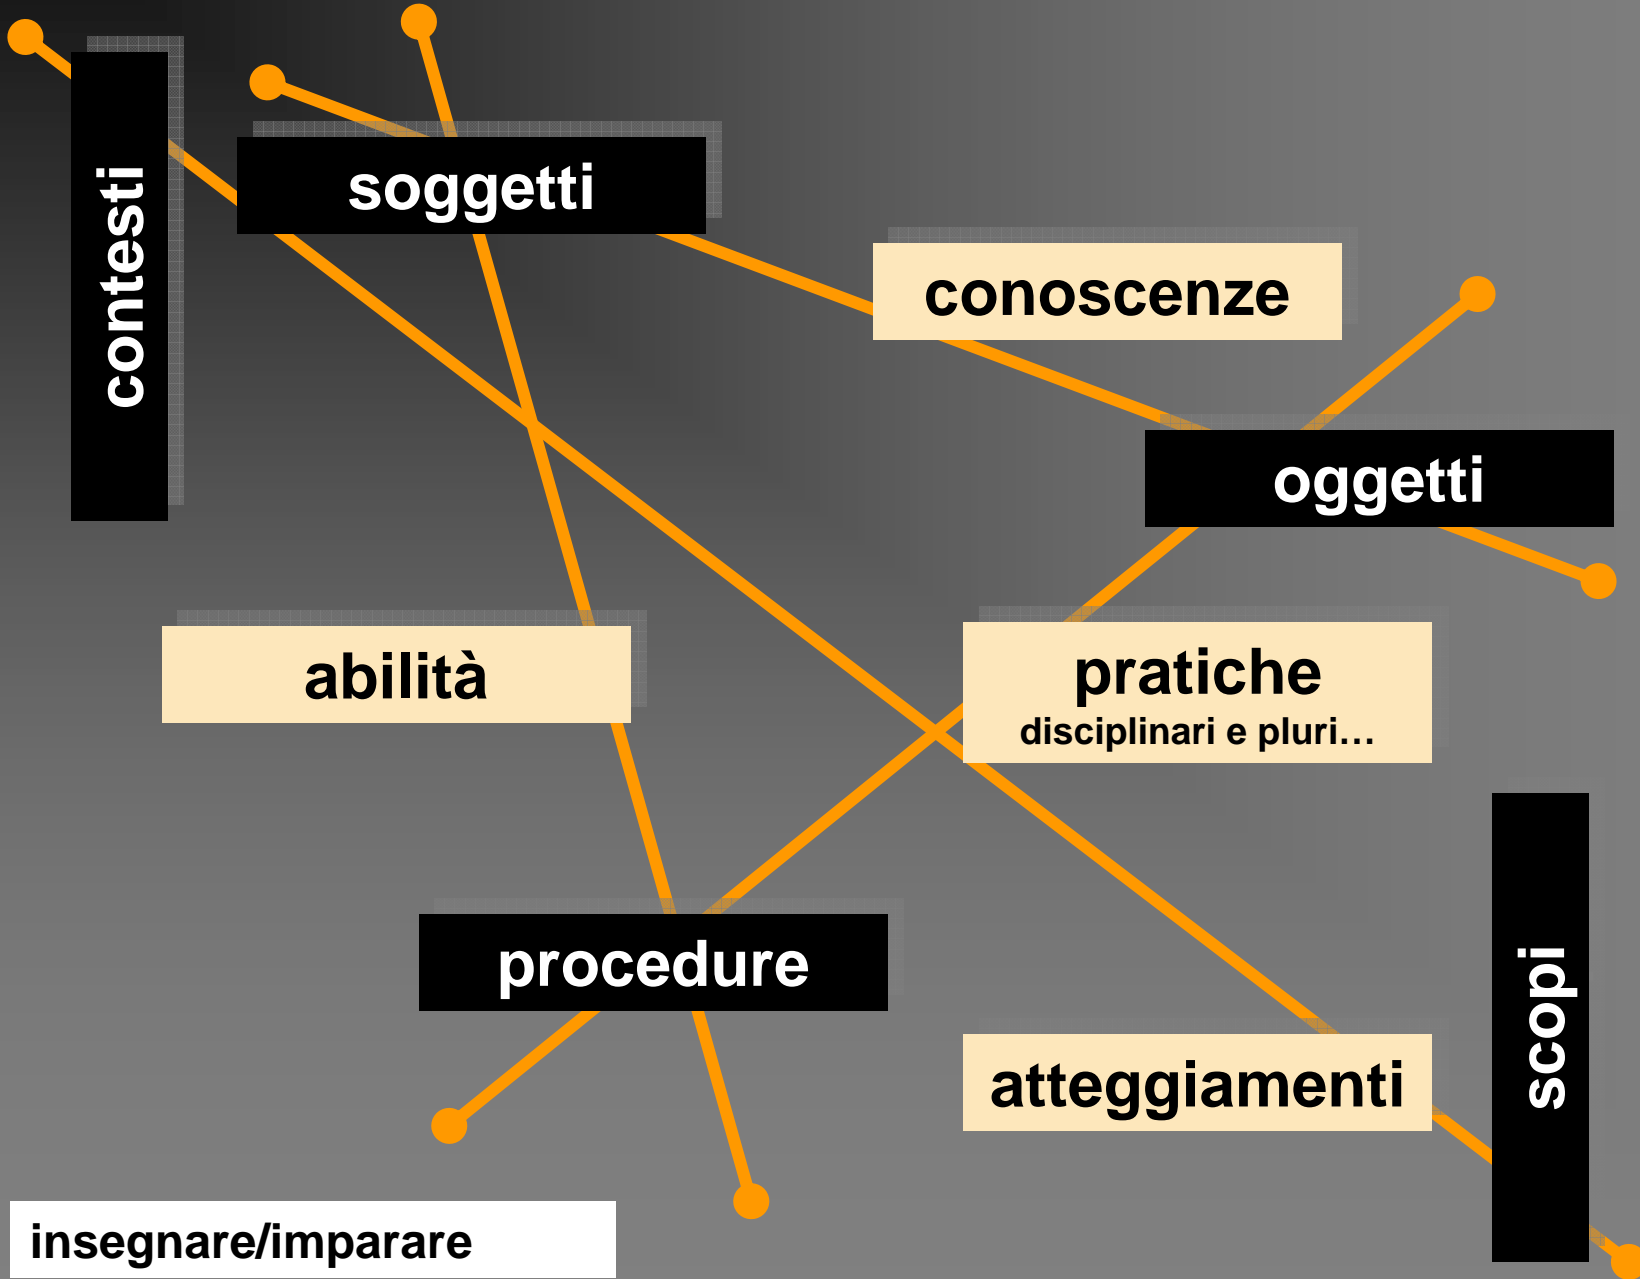 contesti
soggetti
conoscenze
oggetti
abilità
pratiche
disciplinari e pluri…
procedure
scopi
atteggiamenti
insegnare/imparare